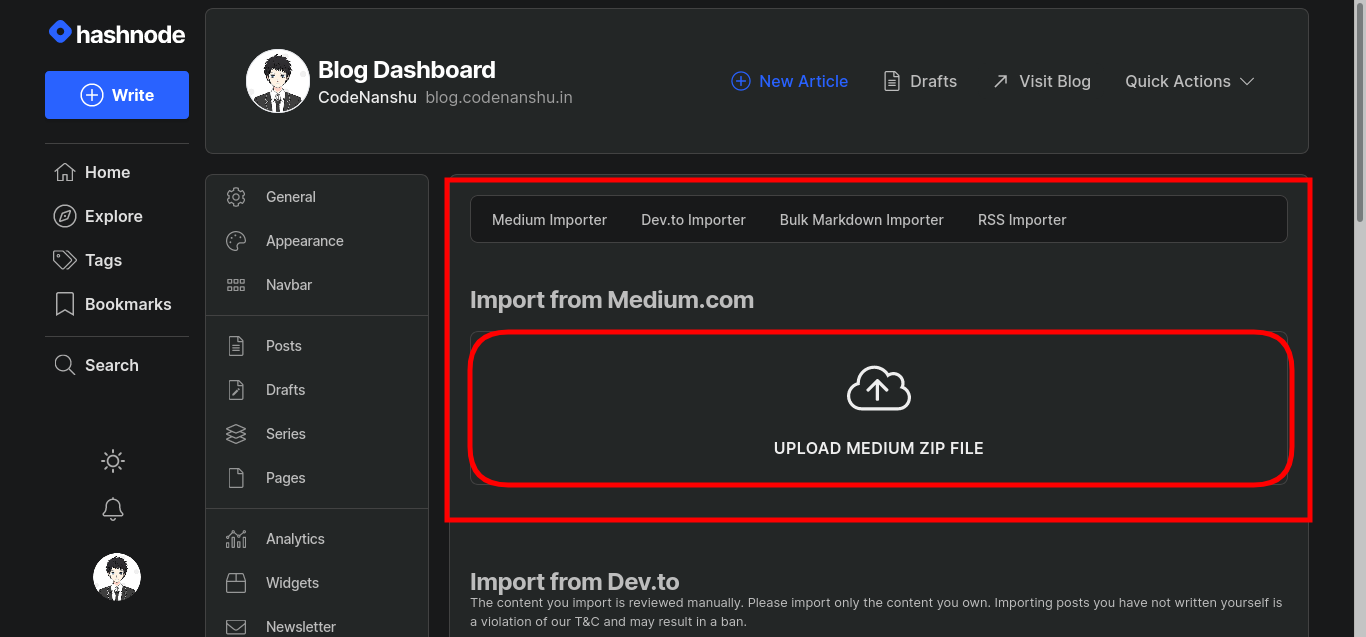 hashnode
Write
Home
Explore
Tags
Bookmarks
Search
Blog Dashboard
CodeNanshu blog.codenanshu.in
New Article Drafts Visit Blog Quick Actions
General
Appearance
Navbar
Posts
Drafts
Series
Pages
Analytics
Widgets
Newsletter
Medium Importer Dev.to Importer Bulk Markdown Importer RSS Importer
Import from Medium.com
UPLOAD MEDIUM ZIP FILE
Import from Dev.to
The content you import is reviewed manually. Please import only the content you own. Importing posts you have not written yourself is
a violation of our T&C and may result in a ban.